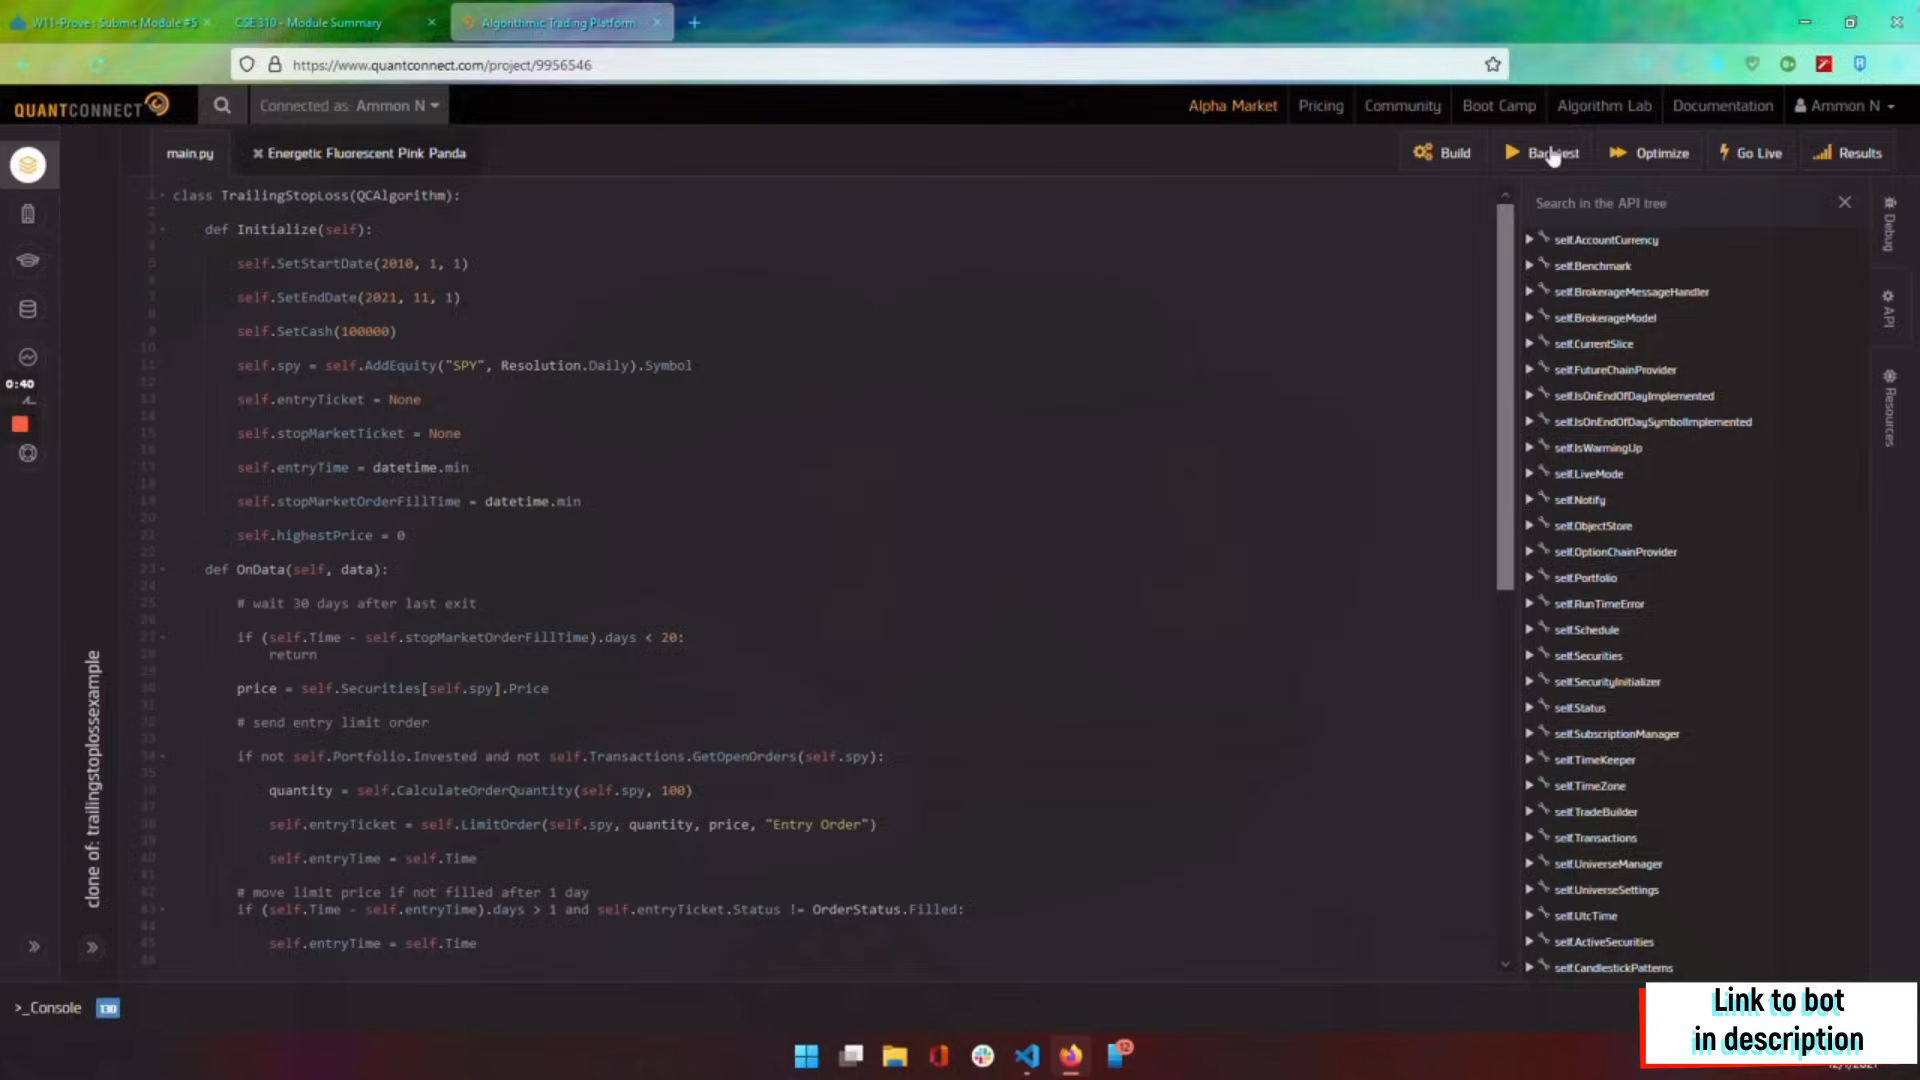 W11-Prove: Submit Module #5
CSE 310 - Module Summary
Algorithmic Trading Platform
https://www.quantconnect.com/project/9956546
QUANTCONNECT
Connected as: Ammon N
Alpha Market
Pricing
Community
Boot Camp
Algorithm Lab
Documentation
Ammon N
main.py
Energetic Fluorescent Pink Panda
Build
Backtest
Optimize
Go Live
Results
class TrailingStopLoss(QCAlgorithm):
def Initialize(self):
self.SetStartDate(2010, 1, 1)
self.SetEndDate(2021, 11, 1)
self.SetCash(100000)
self.spy = self.AddEquity("SPY", Resolution.Daily).Symbol
self.entryTicket = None
self.stopMarketTicket = None
self.entryTime = datetime.min
self.stopMarketOrderFillTime = datetime.min
self.highestPrice = 0
def OnData(self, data):
# wait 30 days after last exit
if (self.Time - self.stopMarketOrderFillTime).days < 20:
return
price = self.Securities[self.spy].Price
# send entry limit order
if not self.Portfolio.Invested and not self.Transactions.GetOpenOrders(self.spy):
quantity = self.CalculateOrderQuantity(self.spy, 100)
self.entryTicket = self.LimitOrder(self.spy, quantity, price, "Entry Order")
self.entryTime = self.Time
# move limit price if not filled after 1 day
if (self.Time - self.entryTime).days > 1 and self.entryTicket.Status != OrderStatus.Filled:
self.entryTime = self.Time
Search in the API tree
self.AccountCurrency
self.Benchmark
self.BrokerageMessageHandler
self.BrokerageModel
self.CurrentSlice
self.FutureChainProvider
self.IsOnEndOfDayImplemented
self.IsOnEndOfDaySymbolImplemented
self.IsWarmingUp
self.LiveMode
self.Notify
self.ObjectStore
self.OptionChainProvider
self.Portfolio
self.RunTimeError
self.Schedule
self.Securities
self.SecurityInitializer
self.Status
self.SubscriptionManager
self.TimeKeeper
self.TimeZone
self.TradeBuilder
self.Transactions
self.UniverseManager
self.UniverseSettings
self.UtcTime
self.ActiveSecurities
self.CandlestickPatterns
Debug
API
Resources
0:40
clone of: trailingstoplossexample
>_Console
130
12
Link to bot
in description